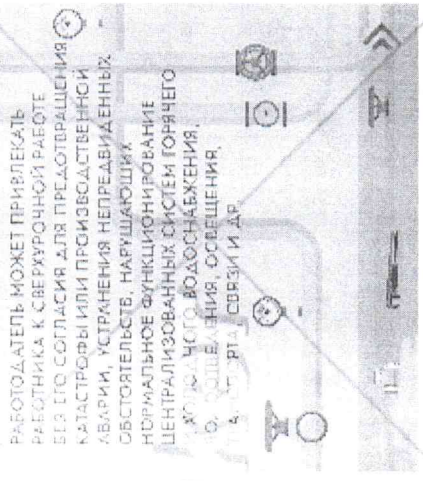 РАБОТОДАТЕЛЬ МОЖЕТ ПРИВЛЕКАТЬ
РАБОТНИКА К СВЕРХУРОЧНОЙ РАБОТЕ
БЕЗ ЕГО СОГЛАСИЯ ДЛЯ ПРЕДОТВРАЩЕНИЯ
КАТАСТРОФЫ ИЛИ ПРОИЗВОДСТВЕННОЙ
АВАРИИ, УСТРАНЕНИЯ НЕПРЕДВИДЕННЫХ
ОБСТОЯТЕЛЬСТВ, НАРУШАЮЩИХ
НОРМАЛЬНОЕ ФУНКЦИОНИРОВАНИЕ
ЦЕНТРАЛИЗОВАННЫХ СИСТЕМ ГОРЯЧЕГО
ВОДОСНАБЖЕНИЯ,
ОСВЕЩЕНИЯ,
СВЯЗИ И ДР.